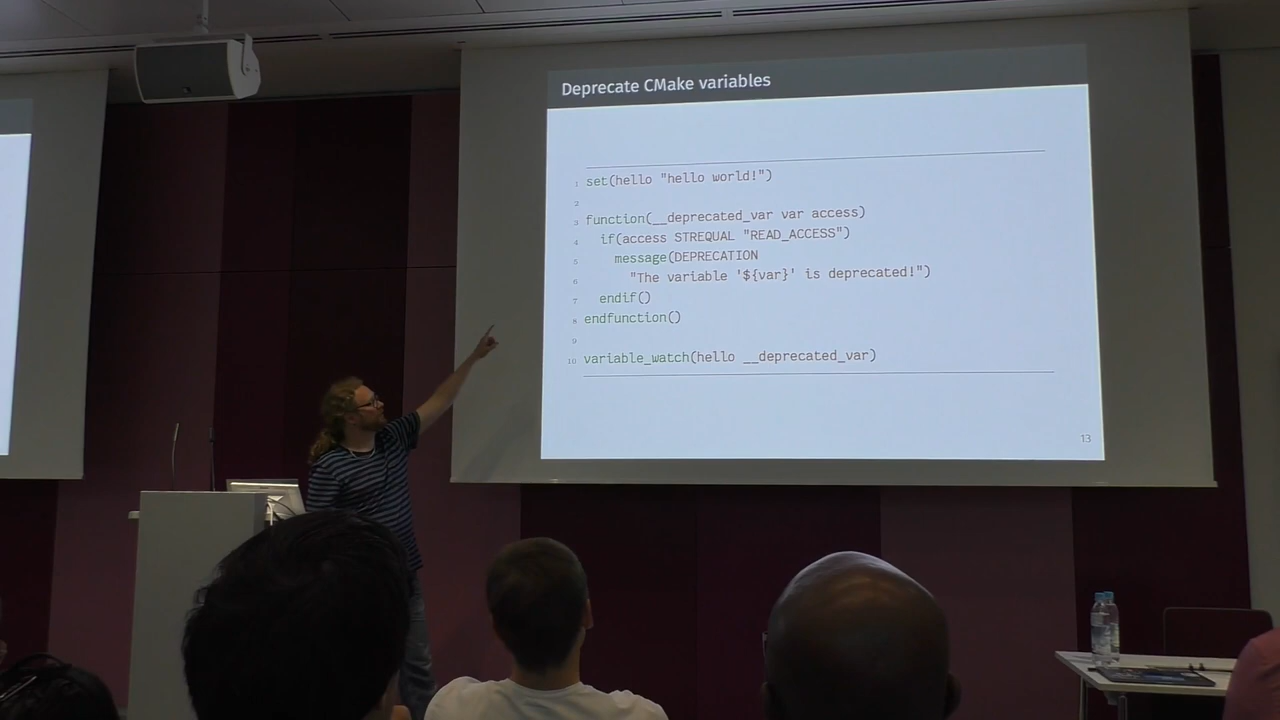 Deprecate CMake variables
1 set(hello "hello world!")
2
3 function(__deprecated_var var access)
4 if(access STREQUAL "READ_ACCESS")
5 message(DEPRECATION
6 "The variable '${var}' is deprecated!")
7 endif()
8 endfunction()
9
10 variable_watch(hello __deprecated_var)
13